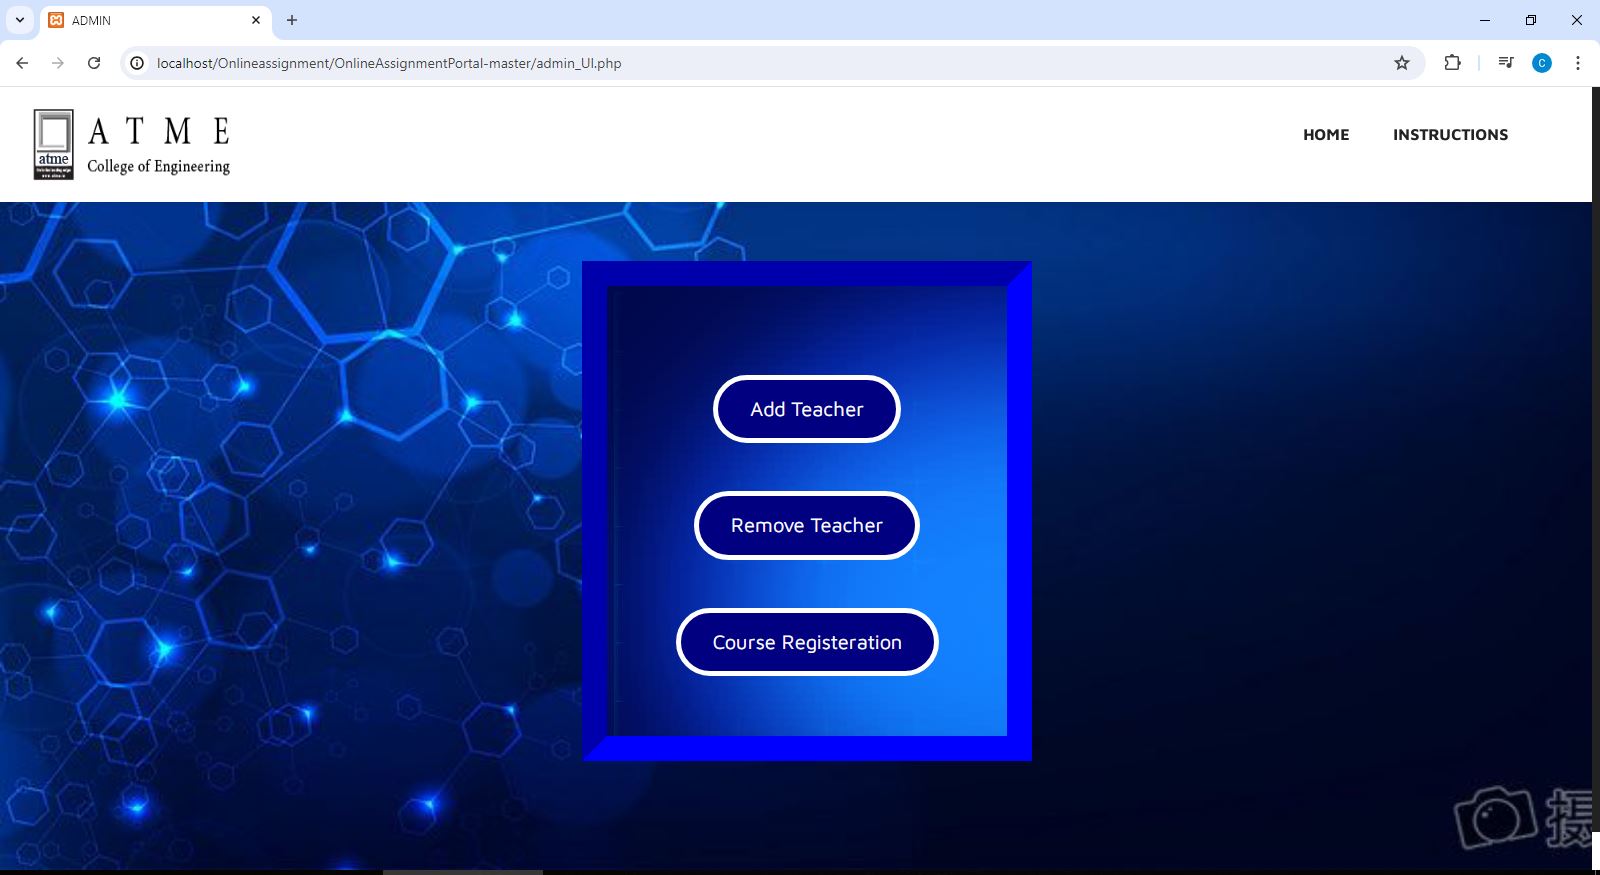 ADMIN
localhost/Onlineassignment/OnlineAssignmentPortal-master/admin_UI.php
C
A T M E
College of Engineering
atme
HOME
INSTRUCTIONS
Add Teacher
Remove Teacher
Course Registeration
摄